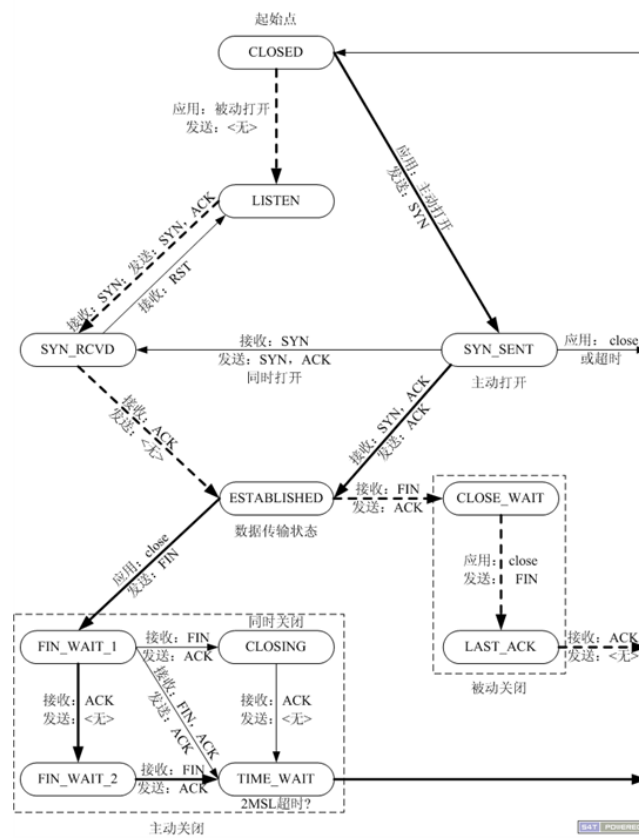 起始点
CLOSED
应用：被动打开
发送：<无>
应用：主动打开
发送：SYN
LISTEN
接收：SYN；发送：SYN，ACK
接收：RST
SYN_RCVD
接收：SYN
发送：SYN，ACK
同时打开
SYN_SENT
主动打开
应用：close
或超时
接收：ACK
发送：<无>
接收：SYN，ACK
发送：ACK
ESTABLISHED
数据传输状态
接收：FIN
发送：ACK
CLOSE_WAIT
应用：close
发送：FIN
应用：close
发送：FIN
LAST_ACK
接收：ACK
发送：<无>
被动关闭
同时关闭
FIN_WAIT_1
接收：FIN
发送：ACK
CLOSING
接收：ACK
发送：<无>
接收：FIN，ACK
发送：ACK
接收：ACK
发送：<无>
FIN_WAIT_2
接收：FIN
发送：ACK
TIME_WAIT
2MSL超时?
主动关闭